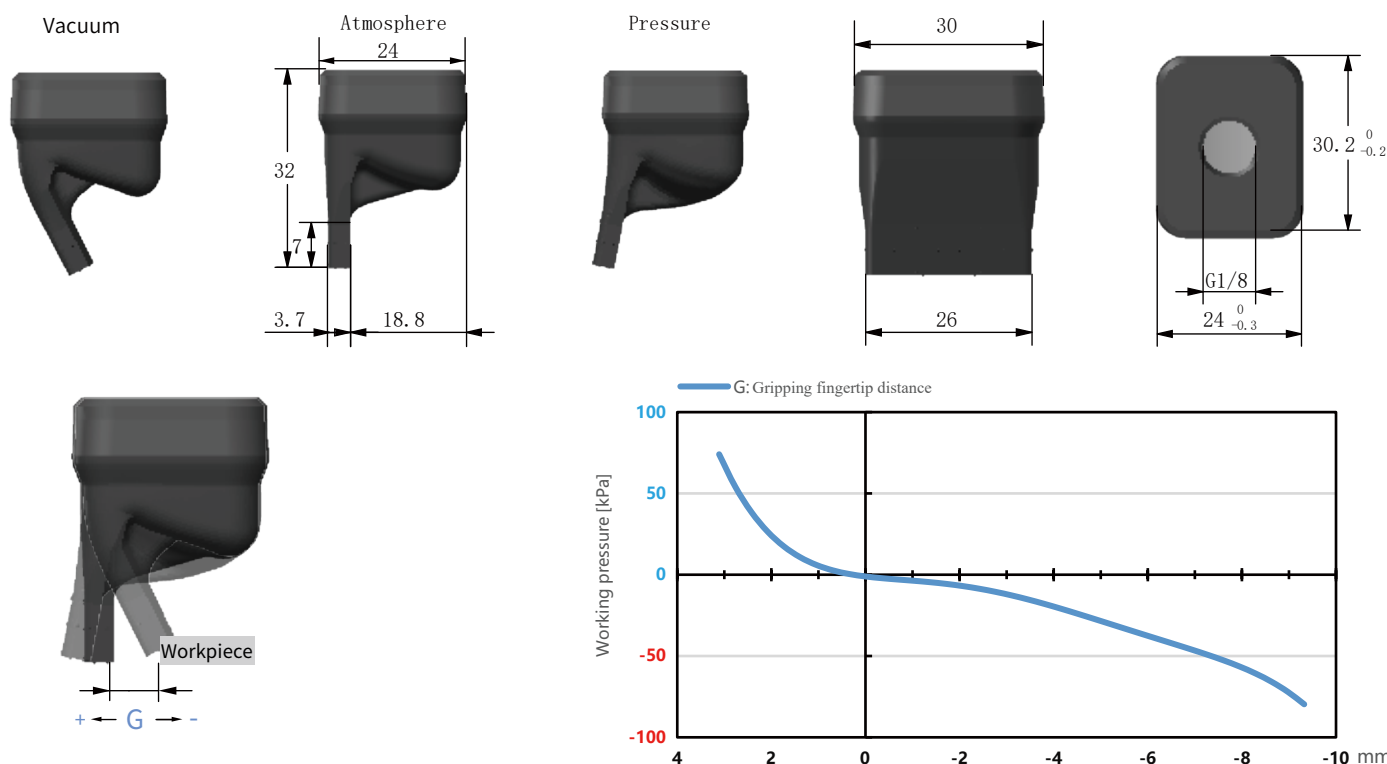 Vacuum
Atmosphere
Pressure
24
32
7
3.7
18.8
30
26
30.2 0 -0.2
G1/8
24 0 -0.3
Workpiece
+ G -
G: Gripping fingertip distance
Working pressure [kPa]
100
50
0
-50
-100
4 2 0 -2 -4 -6 -8 -10 mm